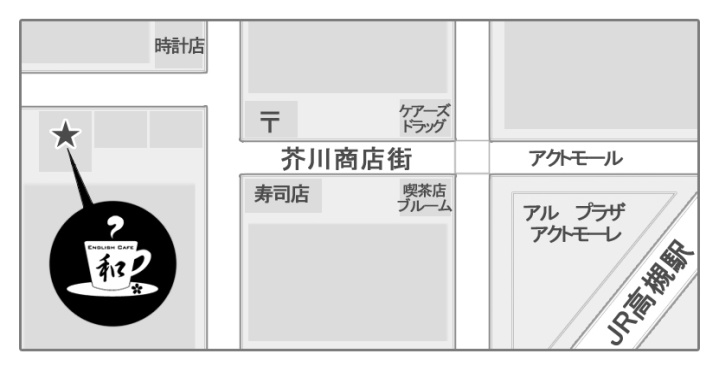 時計店
〒
ケアーズ
ドラッグ
芥川商店街
アクトモール
寿司店
喫茶店
ブルーム
アル プラザ
アクトモーレ
ENGLISH CAFE
和
JR高槻駅